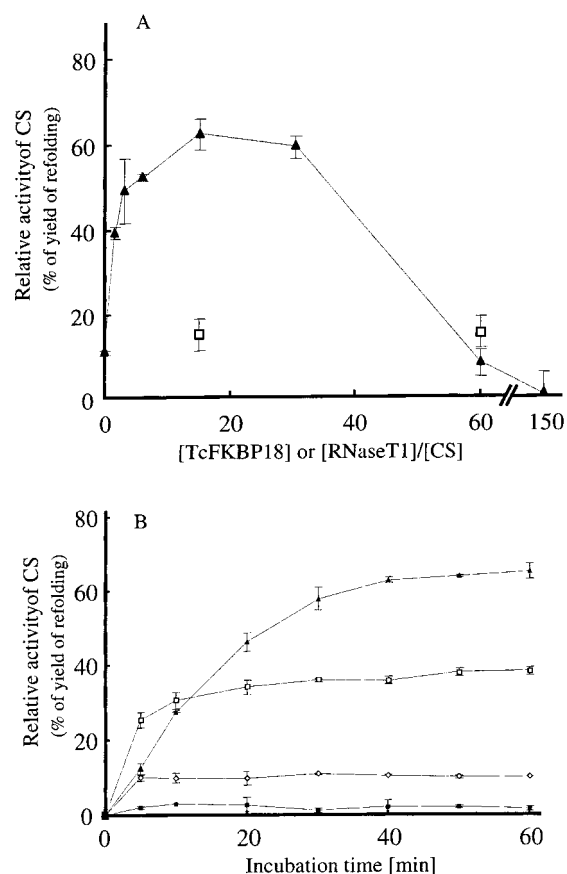 A
Relative activityof CS
(% of yield of refolding)
80
60
40
20
0
0 20 40 60 150
[TcFKBP18] or [RNaseT1]/[CS]
B
Relative activityof CS
(% of yield of refolding)
80
60
40
20
0
0 20 40 60
Incubation time [min]